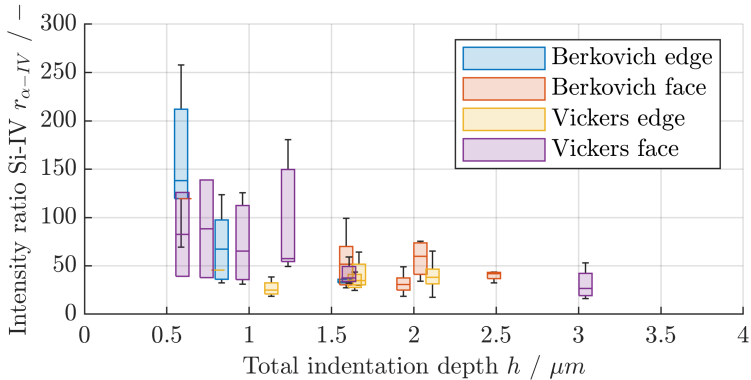 Intensity ratio Si-IV r_{α−IV} / −
300
250
200
150
100
50
0
Berkovich edge
Berkovich face
Vickers edge
Vickers face
0 0.5 1 1.5 2 2.5 3 3.5 4
Total indentation depth h / μm